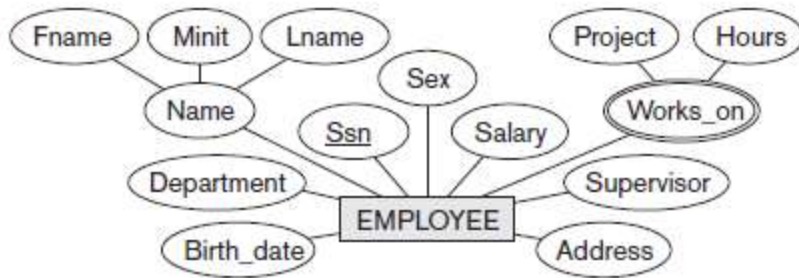 Fname Minit Lname Project Hours
Sex
Name Works_on
Ssn Salary
Department Supervisor
EMPLOYEE
Birth_date Address